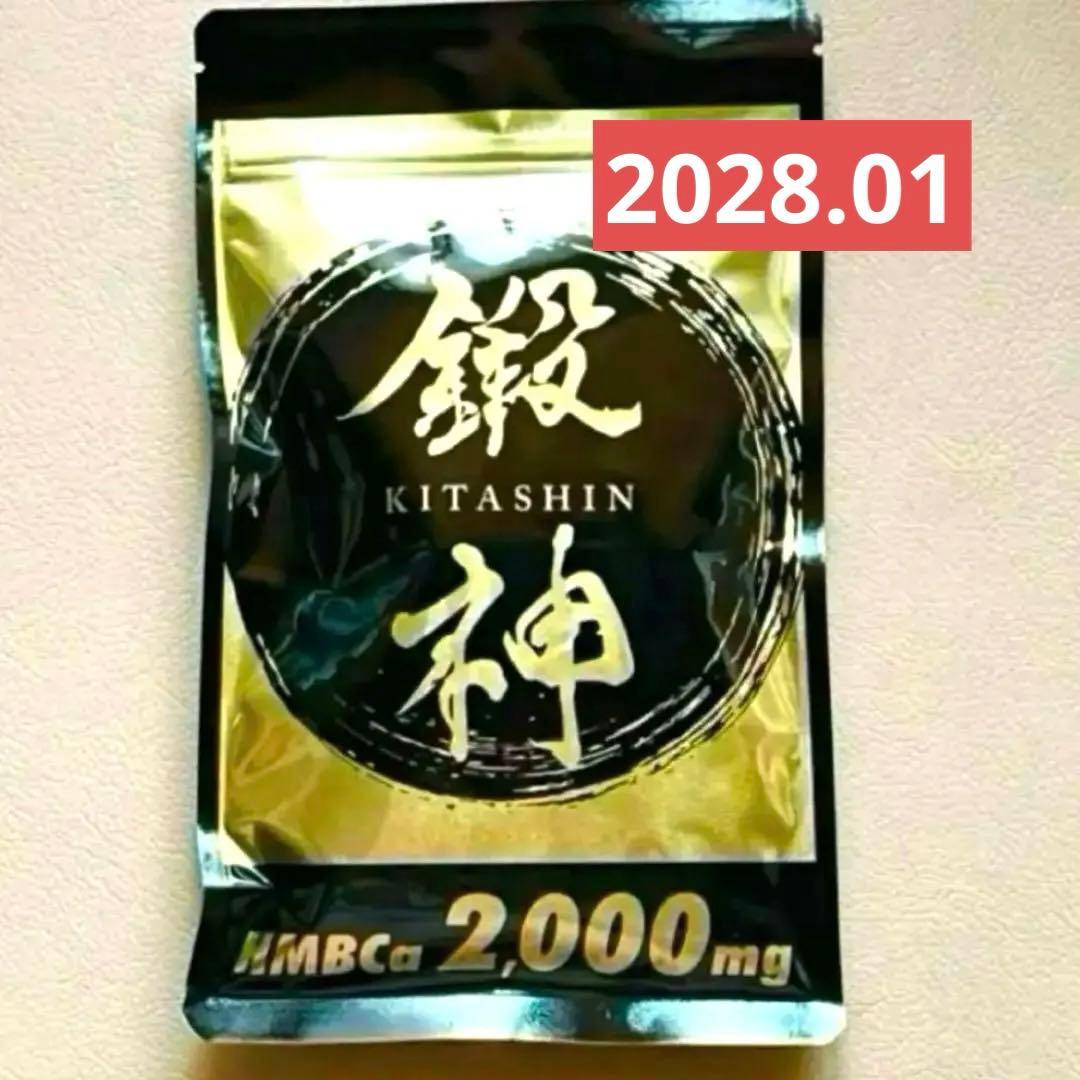 2028.01
鍛
KITASHIN
神
HMBCa 2,000mg